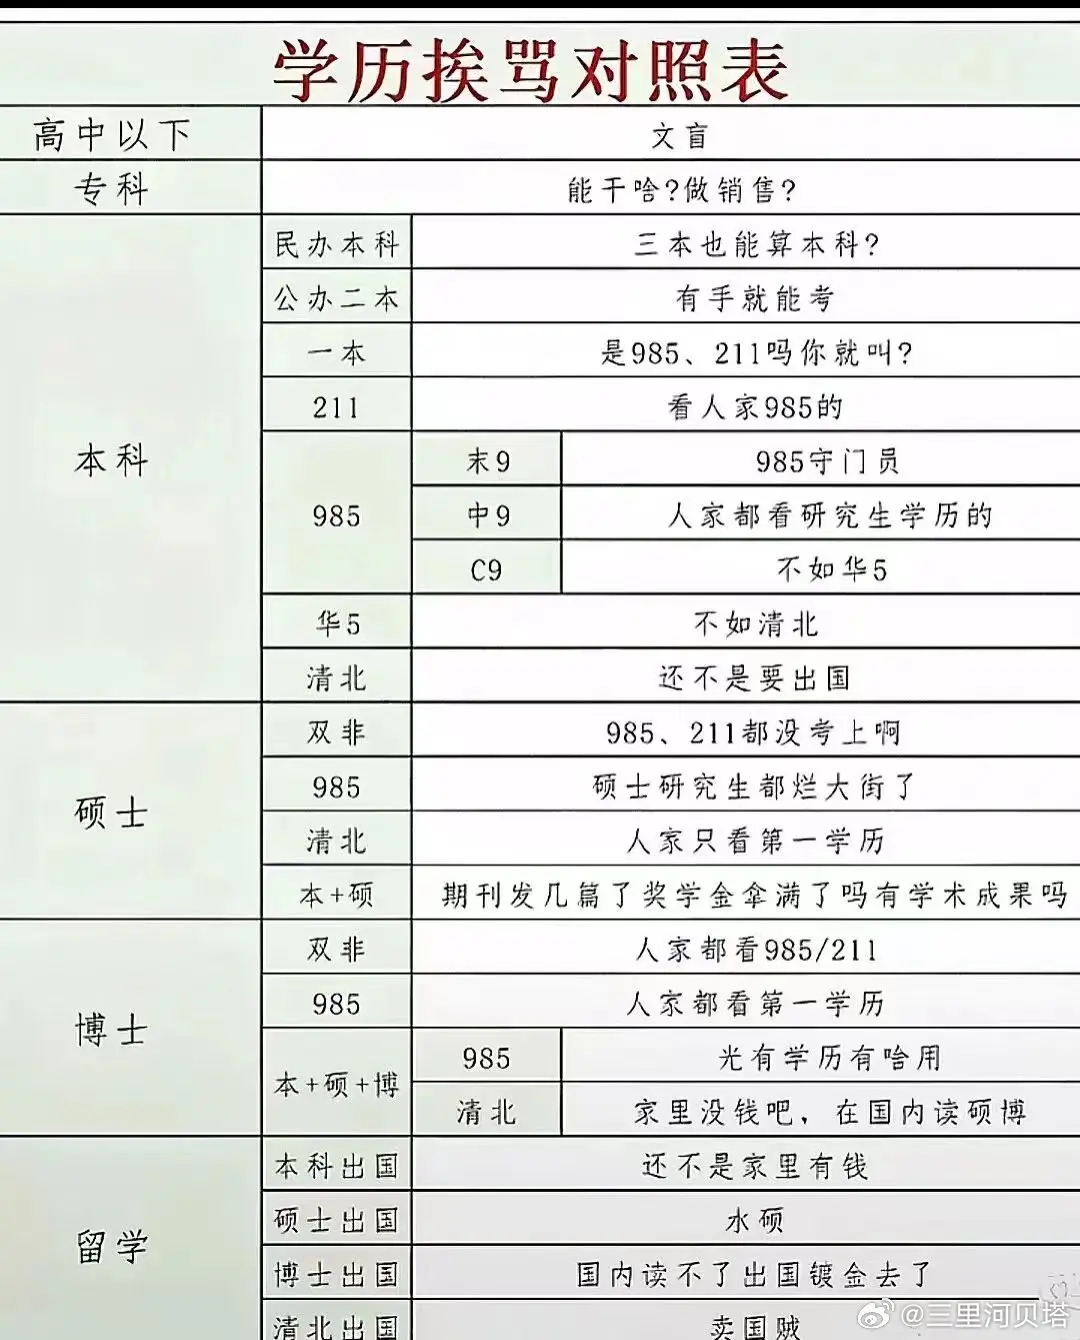 学历挨骂对照表
高中以下 文盲
专科 能干啥?做销售?
本科
民办本科 三本也能算本科?
公办二本 有手就能考
一本 是985、211吗你就叫?
211 看人家985的
985
末9 985守门员
中9 人家都看研究生学历的
C9 不如华5
华5 不如清北
清北 还不是要出国
硕士
双非 985、211都没考上啊
985 硕士研究生都烂大街了
清北 人家只看第一学历
本+硕 期刊发几篇了奖学金拿满了吗有学术成果吗
博士
双非 人家都看985/211
985 人家都看第一学历
本+硕+博
985 光有学历有啥用
清北 家里没钱吧，在国内读硕博
留学
本科出国 还不是家里有钱
硕士出国 水硕
博士出国 国内读不了出国镀金去了
清北出国 卖国贼
@三里河贝塔